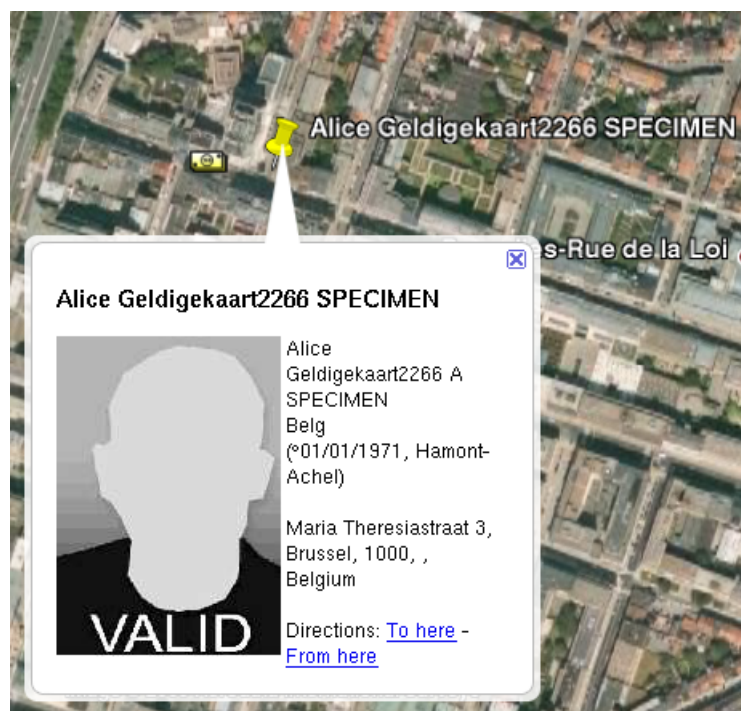 Alice Geldigekaart2266 SPECIMEN
es-Rue de la Loi
Alice Geldigekaart2266 SPECIMEN
Alice
Geldigekaart2266 A
SPECIMEN
Belg
(°01/01/1971, Hamont-
Achel)
Maria Theresiastraat 3,
Brussel, 1000, ,
Belgium
VALID
Directions: To here -
From here